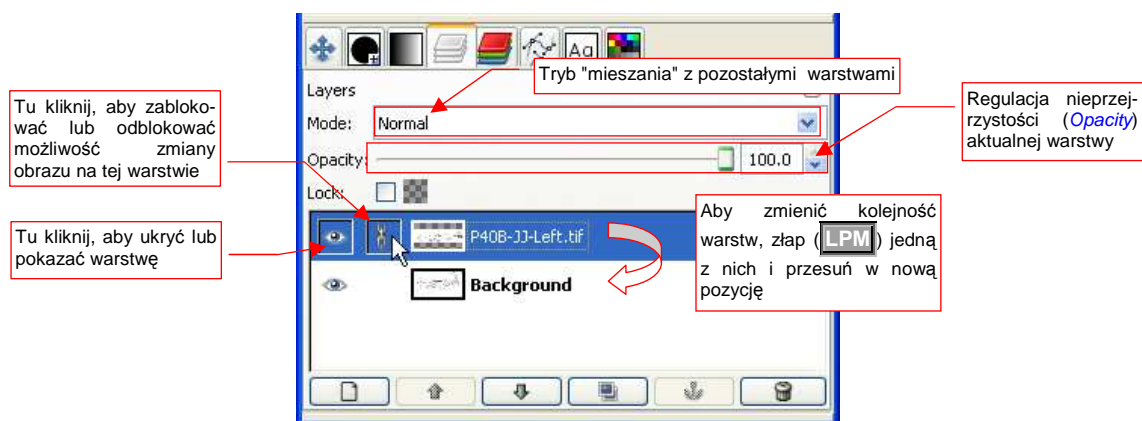 Aa
Tryb "mieszania" z pozostałymi warstwami
Layers
Mode: Normal
Opacity: 100.0
Lock:
P40B-JJ-Left.tif
Background
Tu kliknij, aby zabloko-
wać lub odblokować
możliwość zmiany
obrazu na tej warstwie
Tu kliknij, aby ukryć lub
pokazać warstwę
Regulacja nieprzej-
rzystości (Opacity)
aktualnej warstwy
Aby zmienić kolejność
warstw, złap (LPM) jedną
z nich i przesuń w nową
pozycję